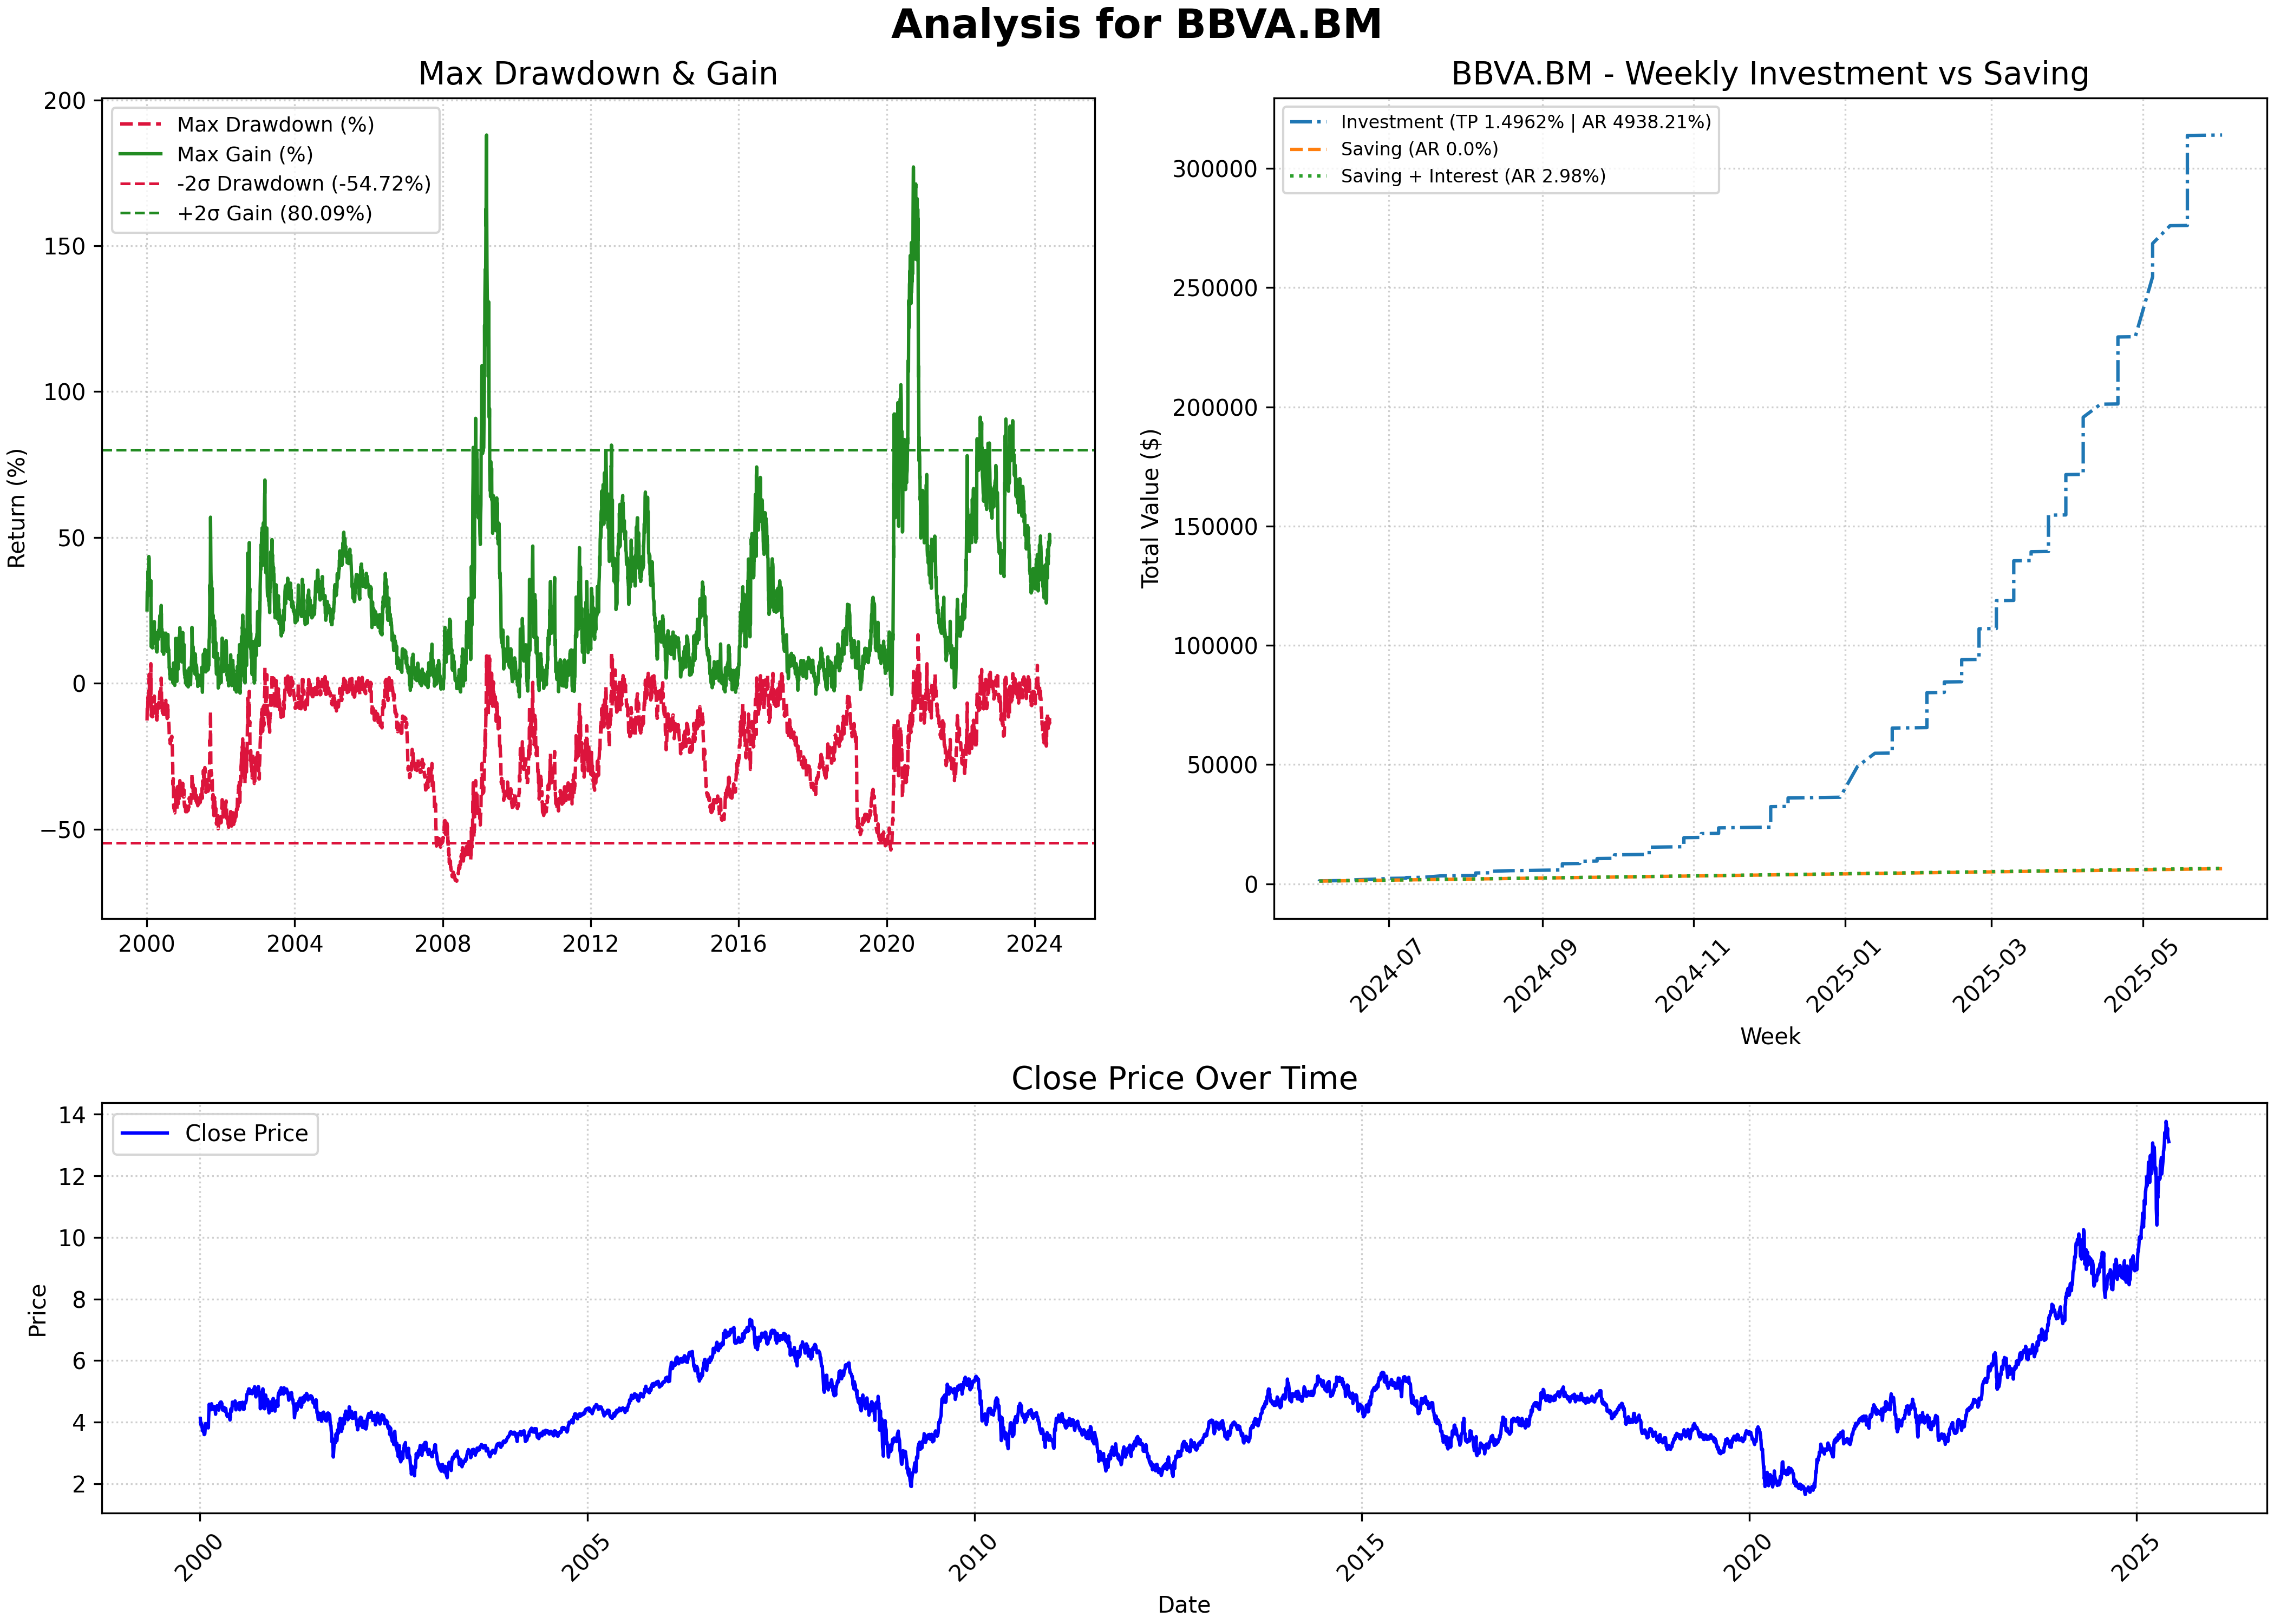 Analysis for BBVA.BM
Max Drawdown & Gain
Return (%)
200
150
100
50
0
−50
Max Drawdown (%)
Max Gain (%)
-2σ Drawdown (-54.72%)
+2σ Gain (80.09%)
2000 2004 2008 2012 2016 2020 2024
BBVA.BM - Weekly Investment vs Saving
Total Value ($)
300000
250000
200000
150000
100000
50000
0
Investment (TP 1.4962% | AR 4938.21%)
Saving (AR 0.0%)
Saving + Interest (AR 2.98%)
2024-07 2024-09 2024-11 2025-01 2025-03 2025-05
Week
Close Price Over Time
Price
14
12
10
8
6
4
2
Close Price
2000 2005 2010 2015 2020 2025
Date